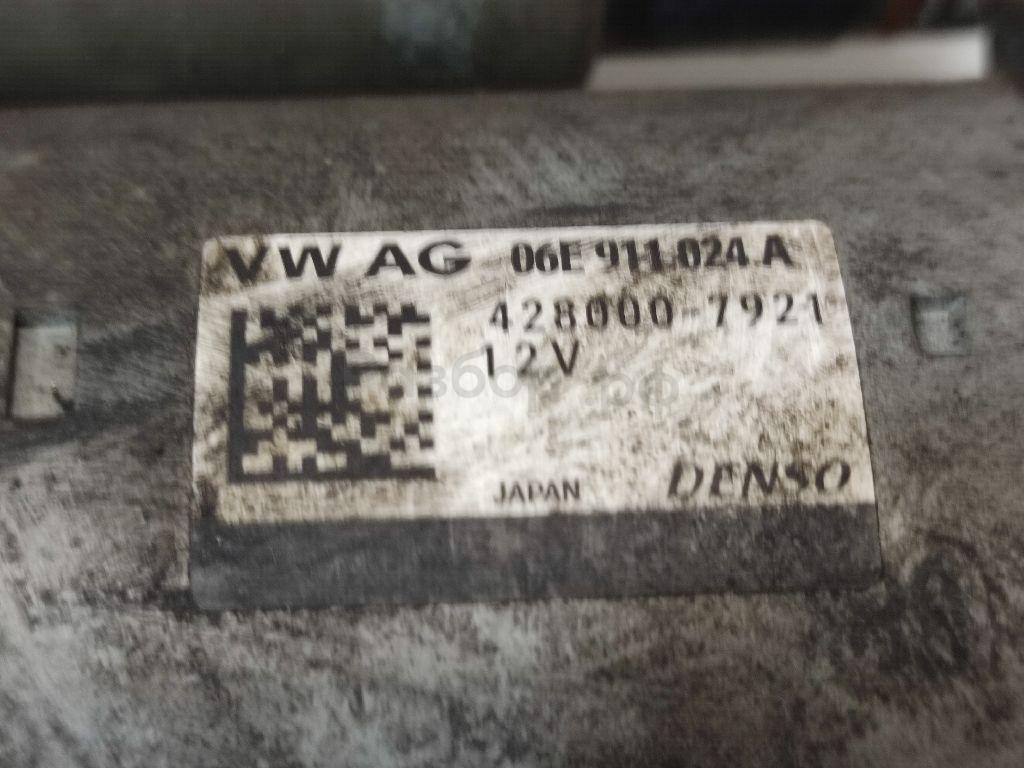 VW AG 06E 911 024 A
428000-7921
12V
JAPAN DENSO